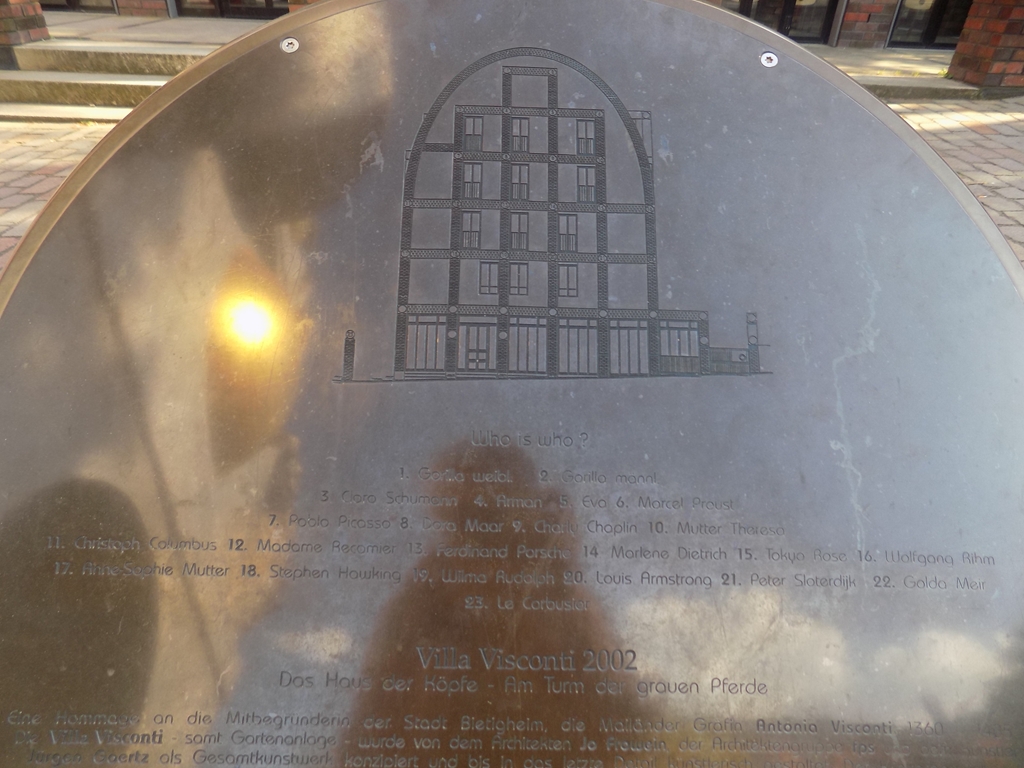 Who is who ?
1. Gorilla weibl. 2. Gorilla männl.
3 Clara Schumann 4. Arman 5. Eva 6. Marcel Proust
7. Pablo Picasso 8. Dora Maar 9. Charly Chaplin 10. Mutter Theresa
11. Christoph Columbus 12. Madame Recamier 13. Ferdinand Porsche 14 Marlene Dietrich 15. Tokyo Rose 16. Wolfgang Rihm
17. Anne-Sophie Mutter 18. Stephen Hawking 19. Wilma Rudolph 20. Louis Armstrong 21. Peter Sloterdijk 22. Golda Meir
23. Le Corbusier
Villa Visconti 2002
Das Haus der Köpfe - Am Turm der grauen Pferde
Eine Hommage an die Mitbegründerin der Stadt Bietigheim, die Mailänder Gräfin Antonia Visconti 1360
Die Villa Visconti - samt Gartenanlage - wurde von dem Architekten Jo Frowein, der Architektengruppe
Jürgen Goertz als Gesamtkunstwerk konzipiert und bis in das letzte Detail künstlerisch gestaltet.